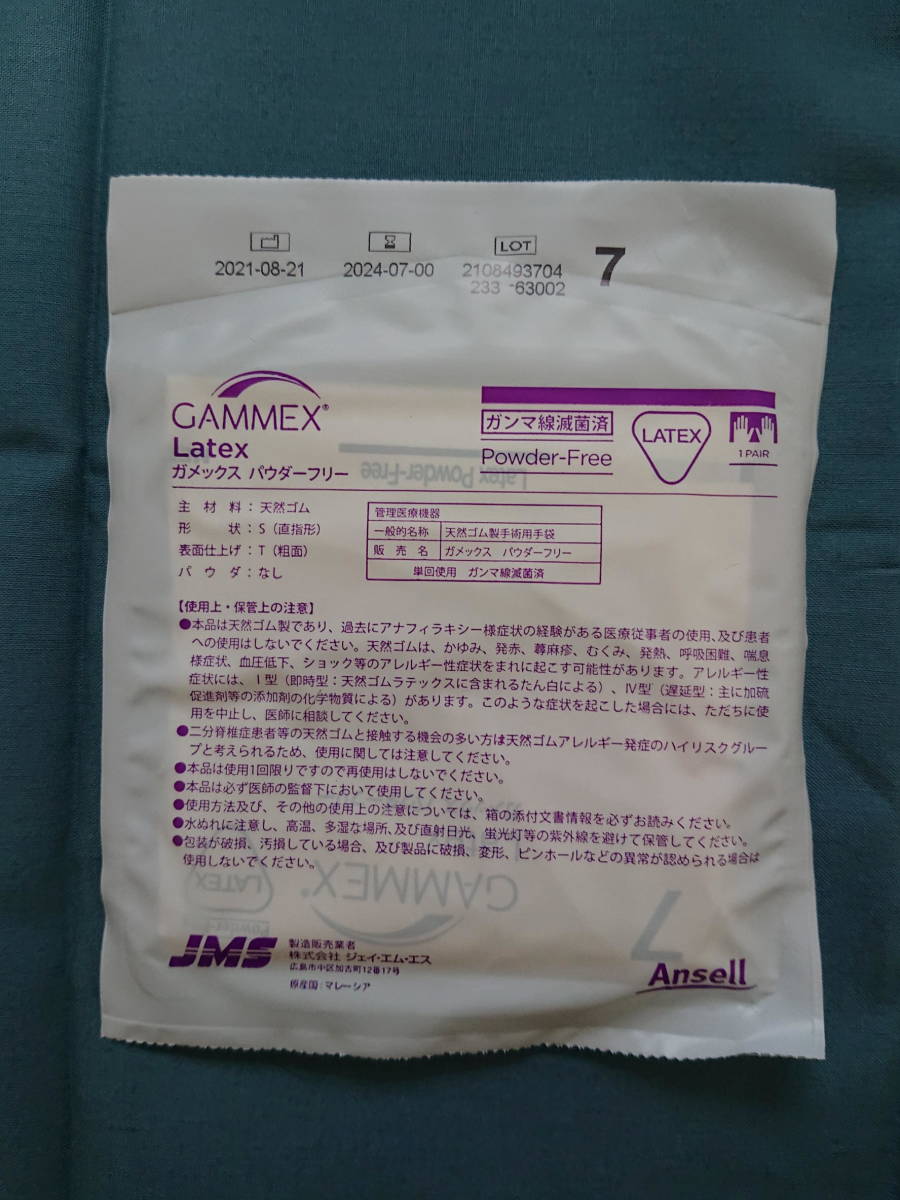 LOT
2021-08-21 2024-07-00 2108493704 7
233 -63002
GAMMEX®
Latex
ガメックス パウダーフリー
ガンマ線滅菌済
Powder-Free
LATEX
1 PAIR
Latex Powder-Free
主 材 料：天然ゴム
形 状：S（直指形）
表面仕上げ：T（粗面）
パ ウ ダ：なし
管理医療機器
一般的名称 天然ゴム製手術用手袋
販 売 名 ガメックス パウダーフリー
単回使用 ガンマ線滅菌済
【使用上・保管上の注意】
●本品は天然ゴム製であり、過去にアナフィラキシー様症状の経験がある医療従事者の使用、及び患者
への使用はしないでください。天然ゴムは、かゆみ、発赤、蕁麻疹、むくみ、発熱、呼吸困難、喘息
様症状、血圧低下、ショック等のアレルギー性症状をまれに起こす可能性があります。アレルギー性
症状には、Ⅰ型（即時型：天然ゴムラテックスに含まれるたん白による）、Ⅳ型（遅延型：主に加硫
促進剤等の添加剤の化学物質による）があります。このような症状を起こした場合には、ただちに使
用を中止し、医師に相談してください。
●二分脊椎症患者等の天然ゴムと接触する機会の多い方は天然ゴムアレルギー発症のハイリスクグルー
プと考えられるため、使用に関しては注意してください。
●本品は使用1回限りですので再使用はしないでください。
●本品は必ず医師の監督下において使用してください。
●使用方法及び、その他の使用上の注意については、箱の添付文書情報を必ずお読みください。
●水ぬれに注意し、高温、多湿な場所、及び直射日光、蛍光灯等の紫外線を避けて保管してください。
●包装が破損、汚損している場合、及び製品に破損、変形、ピンホールなどの異常が認められる場合は
使用しないでください。
GAMMEX®
LATEX
7
JMS
製造販売業者
株式会社 ジェイ・エム・エス
広島市中区加古町12番17号
原産国：マレーシア
Ansell